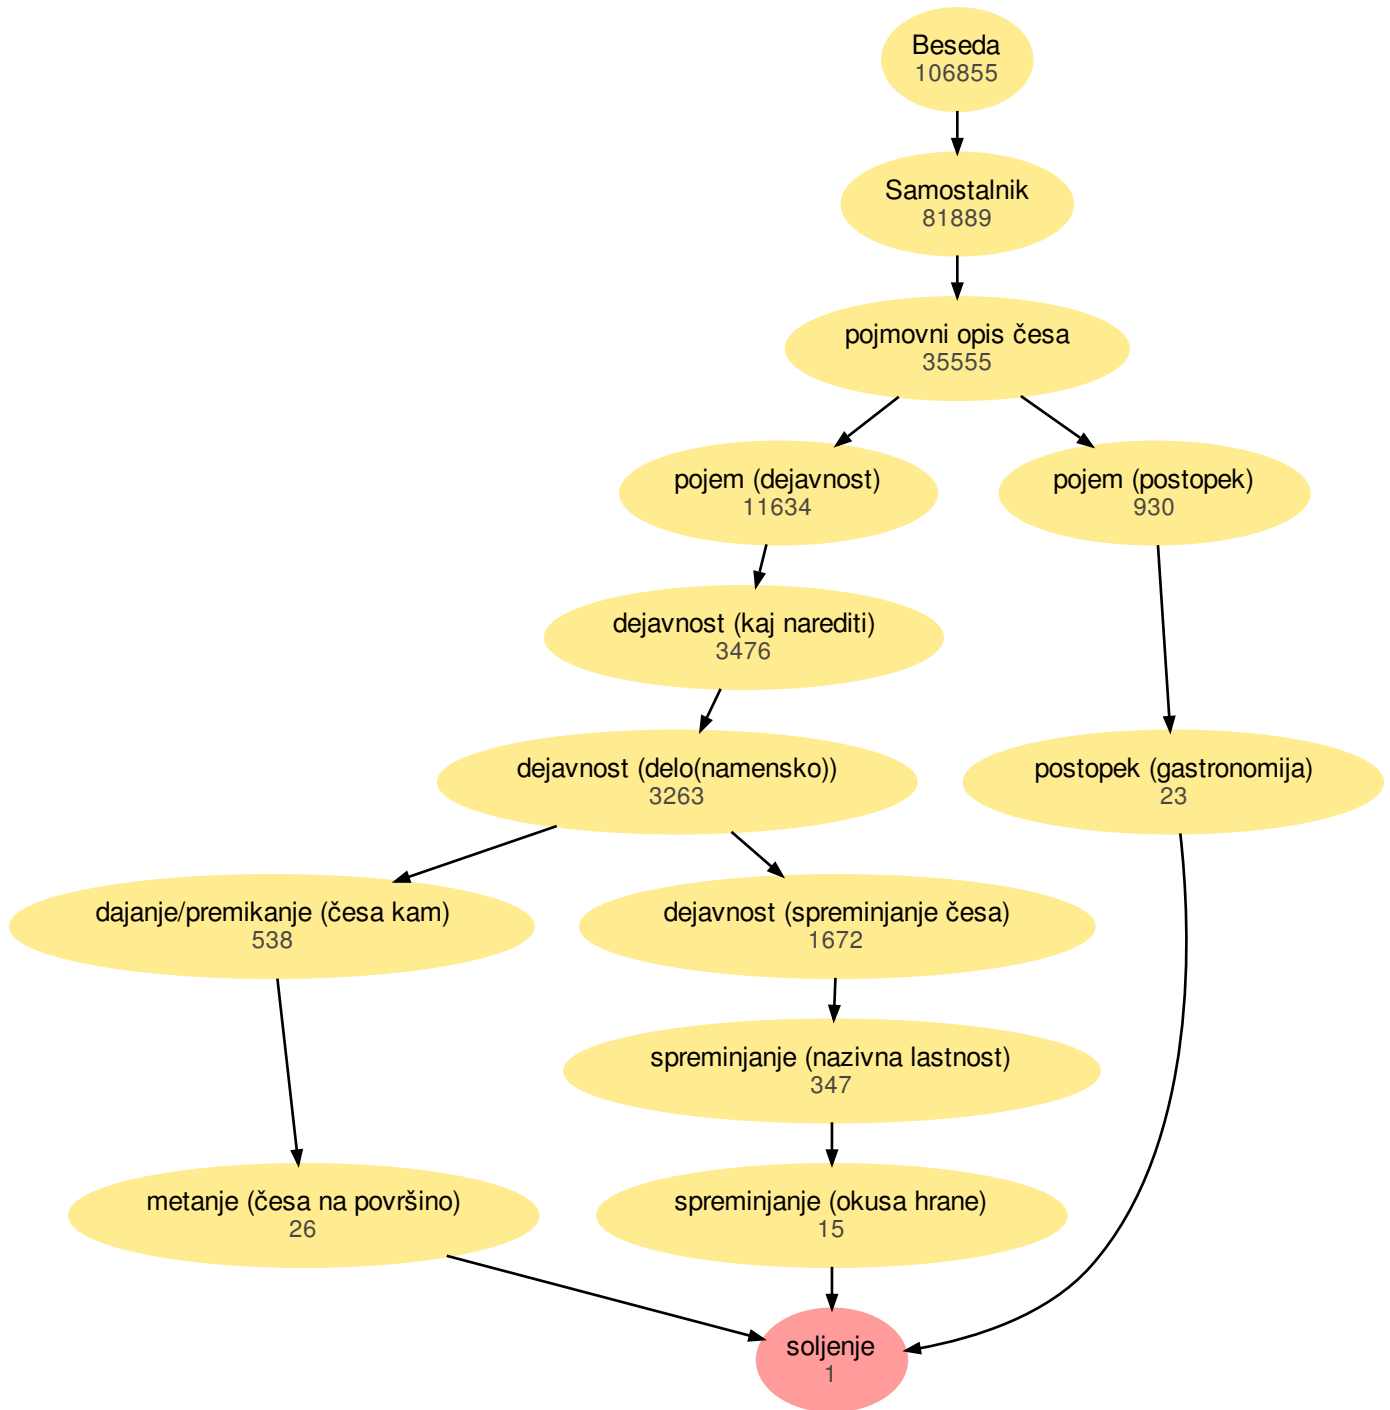 Beseda
106855
Samostalnik
81889
pojmovni opis česa
35555
pojem (dejavnost)
11634
pojem (postopek)
930
dejavnost (kaj narediti)
3476
dejavnost (delo(namensko))
3263
postopek (gastronomija)
23
dajanje/premikanje (česa kam)
538
dejavnost (spreminjanje česa)
1672
spreminjanje (nazivna lastnost)
347
metanje (česa na površino)
26
spreminjanje (okusa hrane)
15
soljenje
1